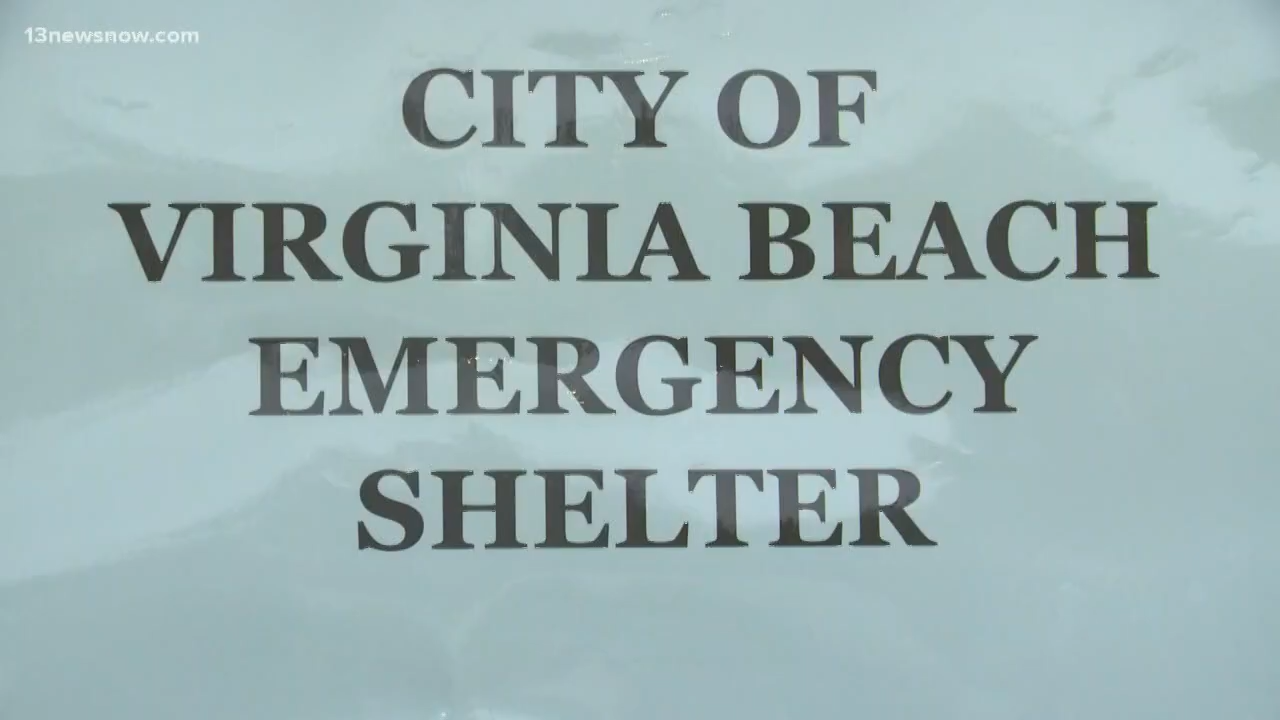 13newsnow.com
CITY OF
VIRGINIA BEACH
EMERGENCY
SHELTER